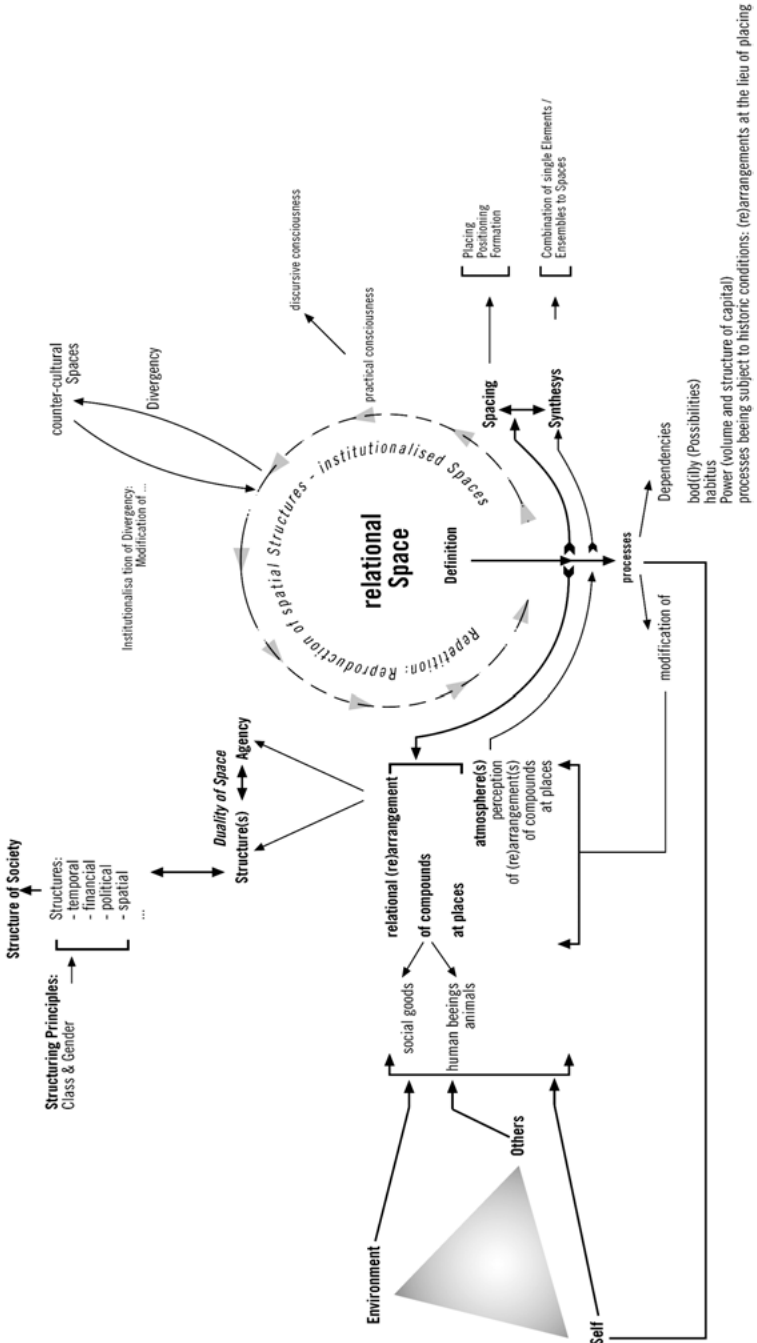 Structure of Society
Structuring Principles:
Class & Gender
Structures:
- temporal
- financial
- political
- spatial
...
Duality of Space
Structure(s)
Agency
counter-cultural
Spaces
Divergency
Institutionalisa tion of Divergency:
Modification of ...
discursive consciousness
practical consciousness
Repetition: Reproduction of spatial Structures - institutionalised Spaces
relational
Space
Definition
Environment
Others
Self
social goods
human beeings
animals
relational (re)arrangement
of compounds
at places
atmosphere(s)
perception
of (re)arrangement(s)
of compounds
at places
Spacing
Synthesys
Placing
Positioning
Formation
Combination of single Elements /
Ensembles to Spaces
processes
modification of
Dependencies
bod(il)y (Possibilities)
habitus
Power (volume and structure of capital)
processes beeing subject to historic conditions: (re)arrangements at the lieu of placing